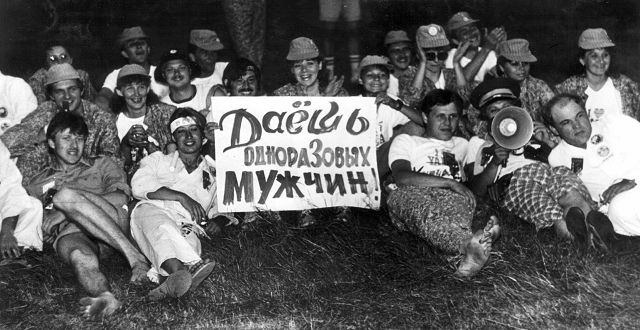 Даёшь
одноразовых
мужчин!